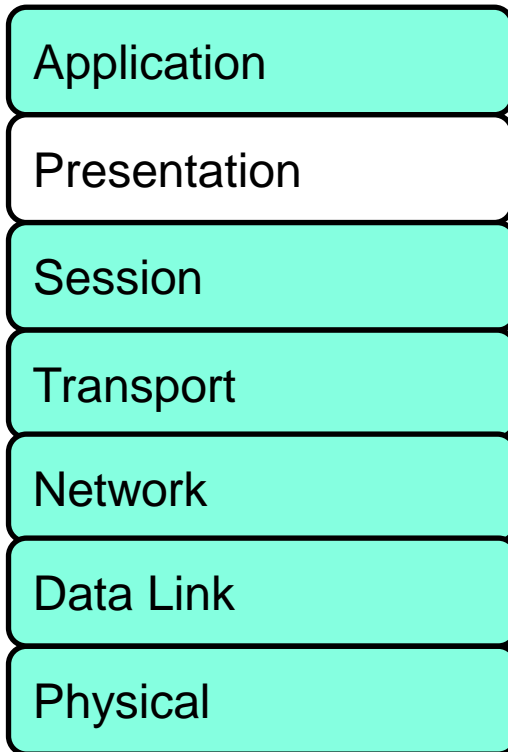 Application
Presentation
Session
Transport
Network
Data Link
Physical